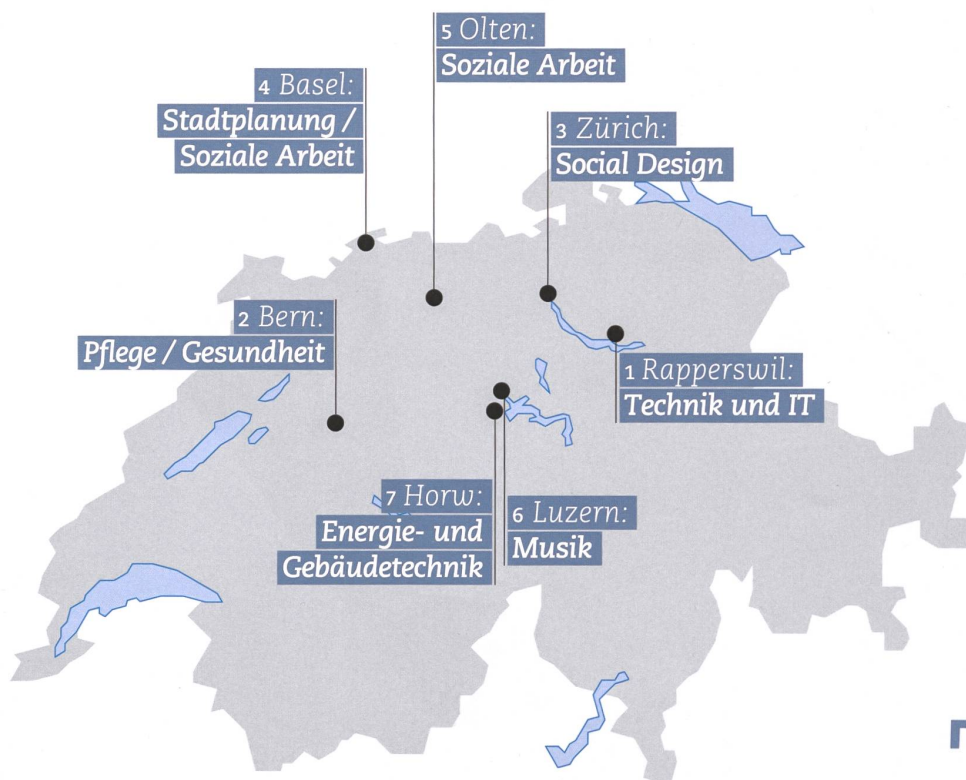 5 Olten:
Soziale Arbeit
4 Basel:
Stadtplanung /
Soziale Arbeit
3 Zürich:
Social Design
2 Bern:
Pflege / Gesundheit
1 Rapperswil:
Technik und IT
7 Horw:
Energie- und
Gebäudetechnik
6 Luzern:
Musik